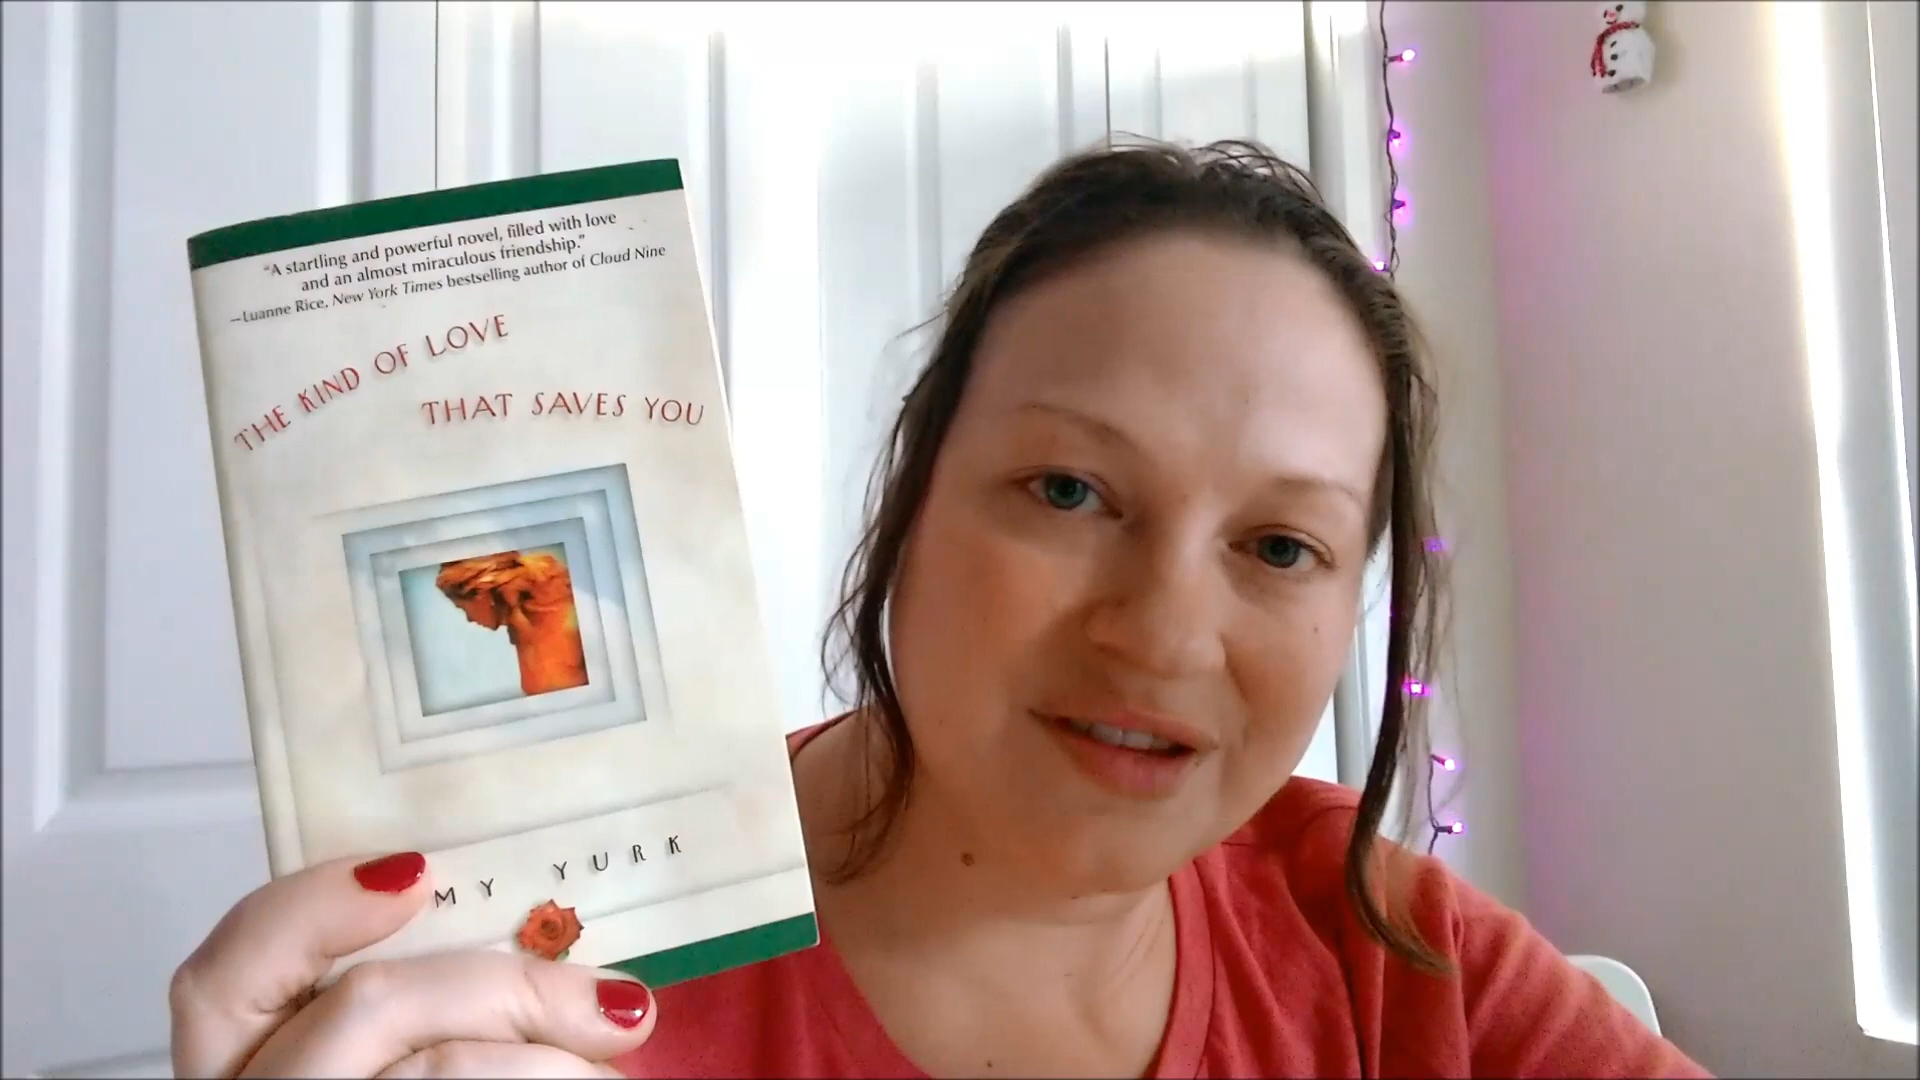 "A startling and powerful novel, filled with love
and an almost miraculous friendship."
—Luanne Rice, New York Times bestselling author of Cloud Nine
THE KIND OF LOVE
THAT SAVES YOU
MY YURK